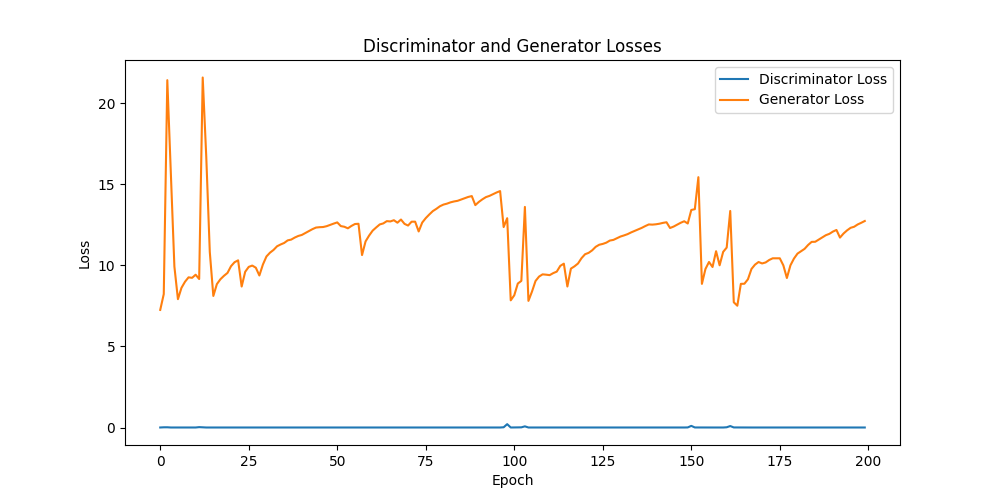 Discriminator and Generator Losses
Discriminator Loss
Generator Loss
20
15
10
5
0
Loss
0 25 50 75 100 125 150 175 200
Epoch